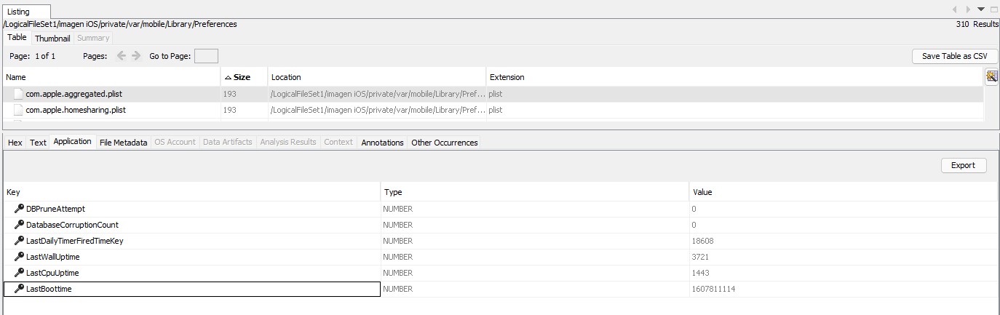 Listing
/LogicalFileSet1/imagen iOS/private/var/mobile/Library/Preferences 310 Results
Table Thumbnail Summary
Page: 1 of 1 Pages: Go to Page: Save Table as CSV
Name Size Location Extension
com.apple.aggregated.plist 193 /LogicalFileSet1/imagen iOS/private/var/mobile/Library/Pref... plist
com.apple.homesharing.plist 193 /LogicalFileSet1/imagen iOS/private/var/mobile/Library/Pref... plist
Hex Text Application File Metadata OS Account Data Artifacts Analysis Results Context Annotations Other Occurrences
Export
Key Type Value
DBPruneAttempt NUMBER 0
DatabaseCorruptionCount NUMBER 0
LastDailyTimerFiredTimeKey NUMBER 18608
LastWallUptime NUMBER 3721
LastCpuUptime NUMBER 1443
LastBoottime NUMBER 1607811114